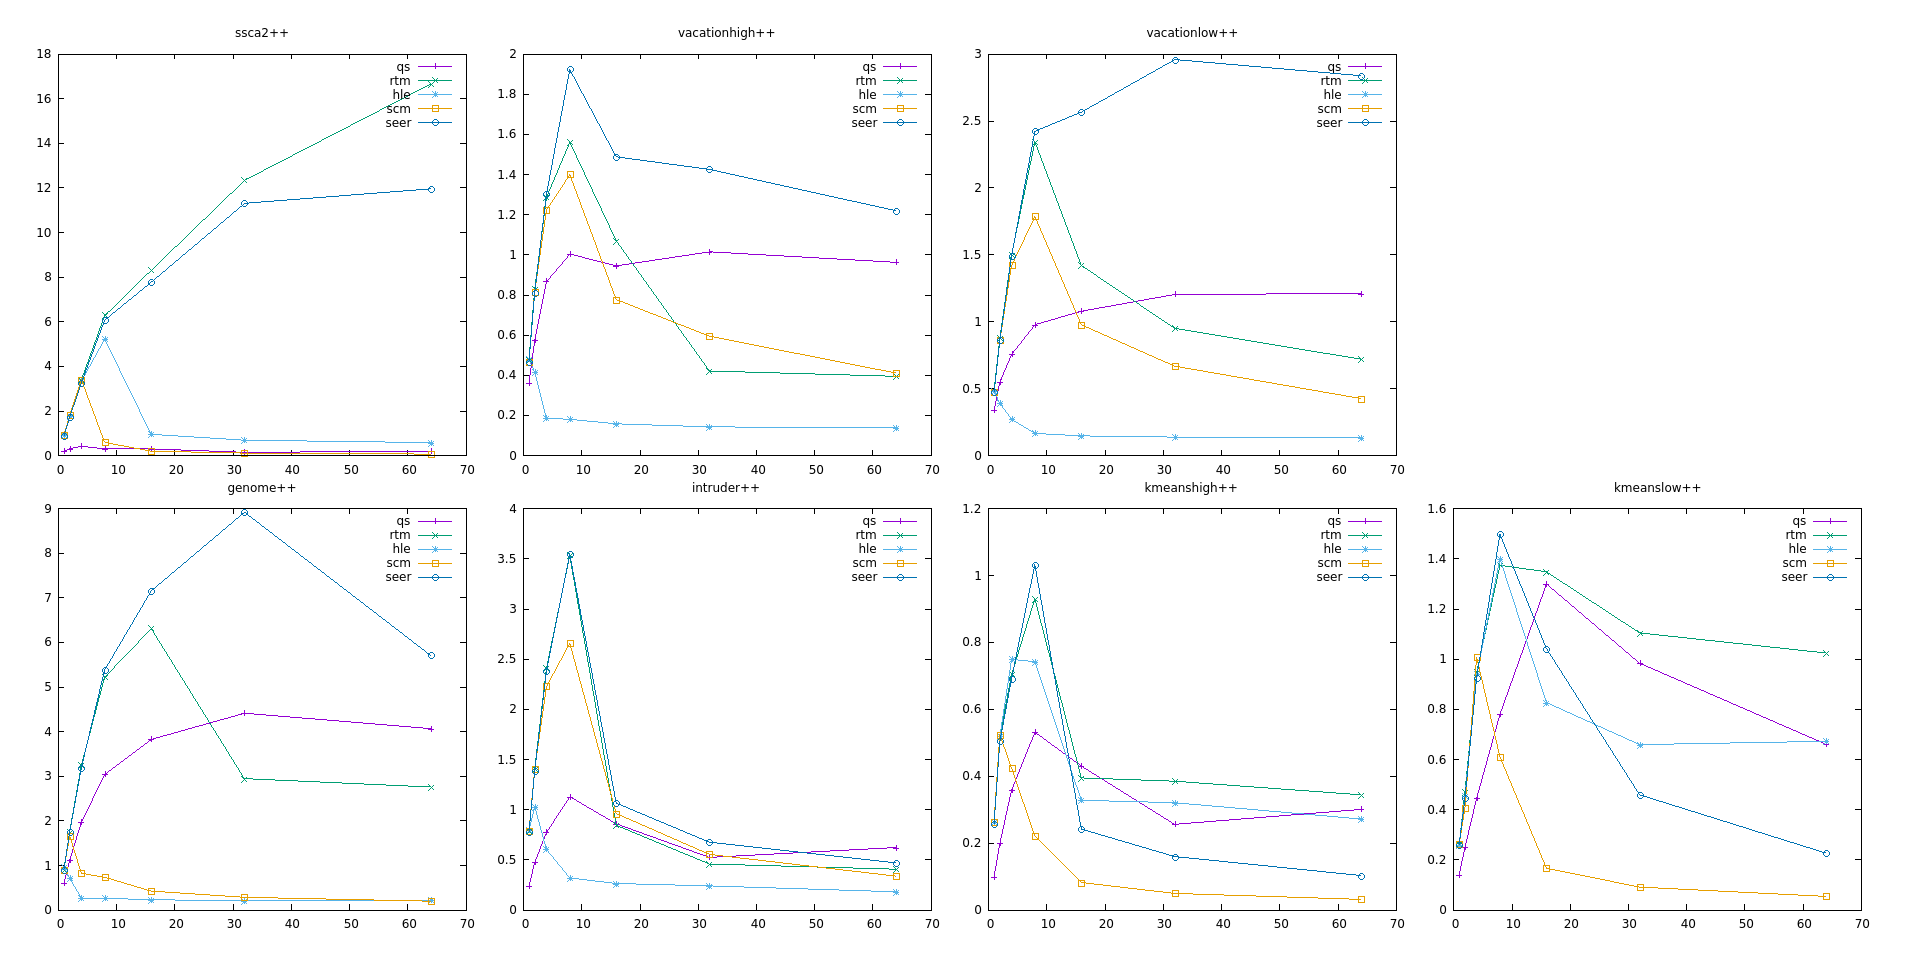 ssca2++
18
16
14
12
10
8
6
4
2
0
0 10 20 30 40 50 60 70
qs
rtm
hle
scm
seer
vacationhigh++
2
1.8
1.6
1.4
1.2
1
0.8
0.6
0.4
0.2
0
0 10 20 30 40 50 60 70
qs
rtm
hle
scm
seer
vacationlow++
3
2.5
2
1.5
1
0.5
0
0 10 20 30 40 50 60 70
qs
rtm
hle
scm
seer
genome++
9
8
7
6
5
4
3
2
1
0
0 10 20 30 40 50 60 70
qs
rtm
hle
scm
seer
intruder++
4
3.5
3
2.5
2
1.5
1
0.5
0
0 10 20 30 40 50 60 70
qs
rtm
hle
scm
seer
kmeanshigh++
1.2
1
0.8
0.6
0.4
0.2
0
0 10 20 30 40 50 60 70
qs
rtm
hle
scm
seer
kmeanslow++
1.6
1.4
1.2
1
0.8
0.6
0.4
0.2
0
0 10 20 30 40 50 60 70
qs
rtm
hle
scm
seer